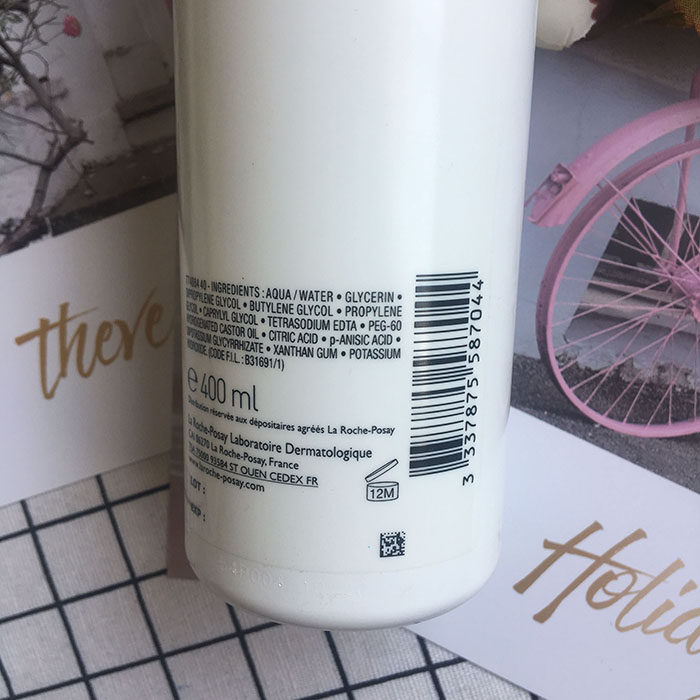 40 - INGREDIENTS : AQUA / WATER • GLYCERIN •
GLYCOL • BUTYLENE GLYCOL • PROPYLENE
• CAPRYLYL GLYCOL • TETRASODIUM EDTA • PEG-60
HYDROGENATED CASTOR OIL • CITRIC ACID • p-ANISIC ACID •
GLYCYRRHIZATE • XANTHAN GUM • POTASSIUM
(CODE F.I.L. : B31691/1)
e 400 ml
Distribution réservée aux dépositaires agréés La Roche-Posay
La Roche-Posay Laboratoire Dermatologique
86270 La Roche-Posay, France
93584 ST OUEN CEDEX FR
www.laroche-posay.com
LOT :
EXP :
12M
3 337875 587044
there